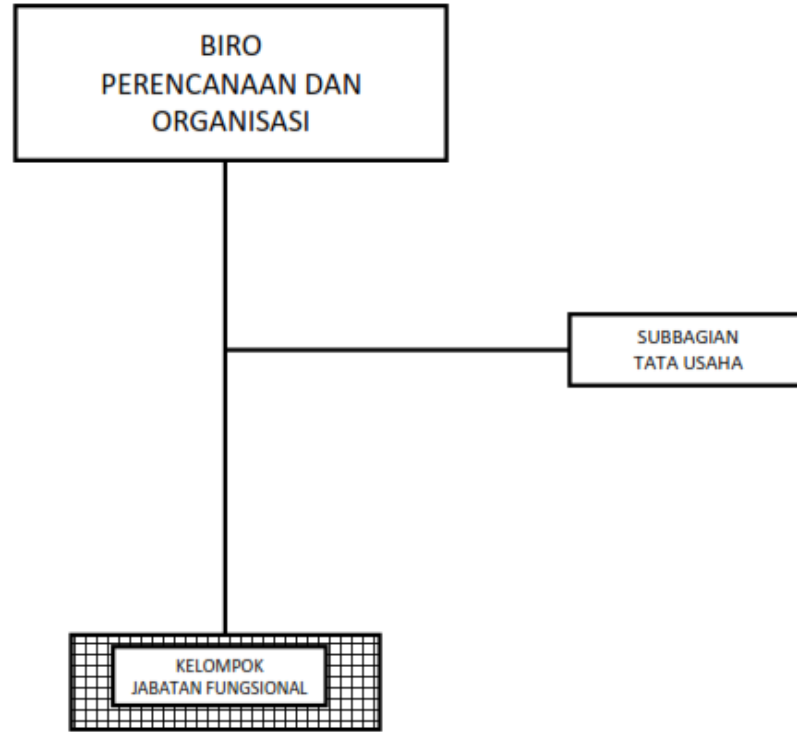 BIRO
PERENCANAAN DAN
ORGANISASI
SUBBAGIAN
TATA USAHA
KELOMPOK
JABATAN FUNGSIONAL